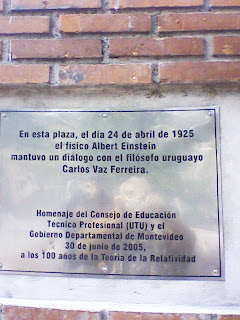 En esta plaza, el día 24 de abril de 1925
el físico Albert Einstein
mantuvo un diálogo con el filósofo uruguayo
Carlos Vaz Ferreira.
Homenaje del Consejo de Educación
Técnico Profesional (UTU) y el
Gobierno Departamental de Montevideo
30 de junio de 2005,
a los 100 años de la Teoría de la Relatividad